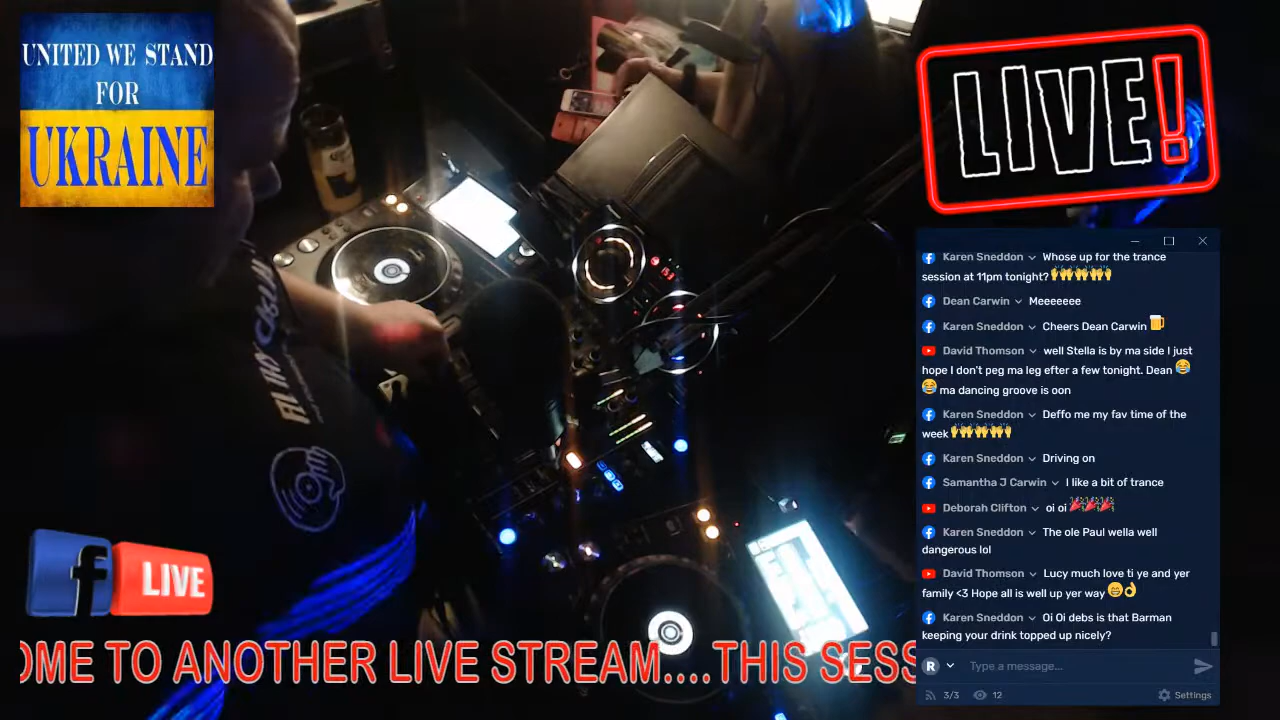 UNITED WE STAND
FOR
UKRAINE
LIVE!
Karen Sneddon Whose up for the trance
session at 11pm tonight? 🙌🙌🙌🙌🙌
Dean Carwin Meeeeeee
Karen Sneddon Cheers Dean Carwin 🍺
David Thomson well Stella is by ma side I just
hope I don't peg ma leg efter a few tonight. Dean 😂
😂 ma dancing groove is oon
Karen Sneddon Deffo me my fav time of the
week 🙌🙌🙌🙌🙌
Karen Sneddon Driving on
Samantha J Carwin I like a bit of trance
Deborah Clifton oi oi 🎉🎉🎉
Karen Sneddon The ole Paul wella well
dangerous lol
David Thomson Lucy much love ti ye and yer
family <3 Hope all is well up yer way 😁👌
Karen Sneddon Oi Oi debs is that Barman
keeping your drink topped up nicely?
R Type a message...
3/3 12 Settings
f LIVE
OME TO ANOTHER LIVE STREAM....THIS SESS